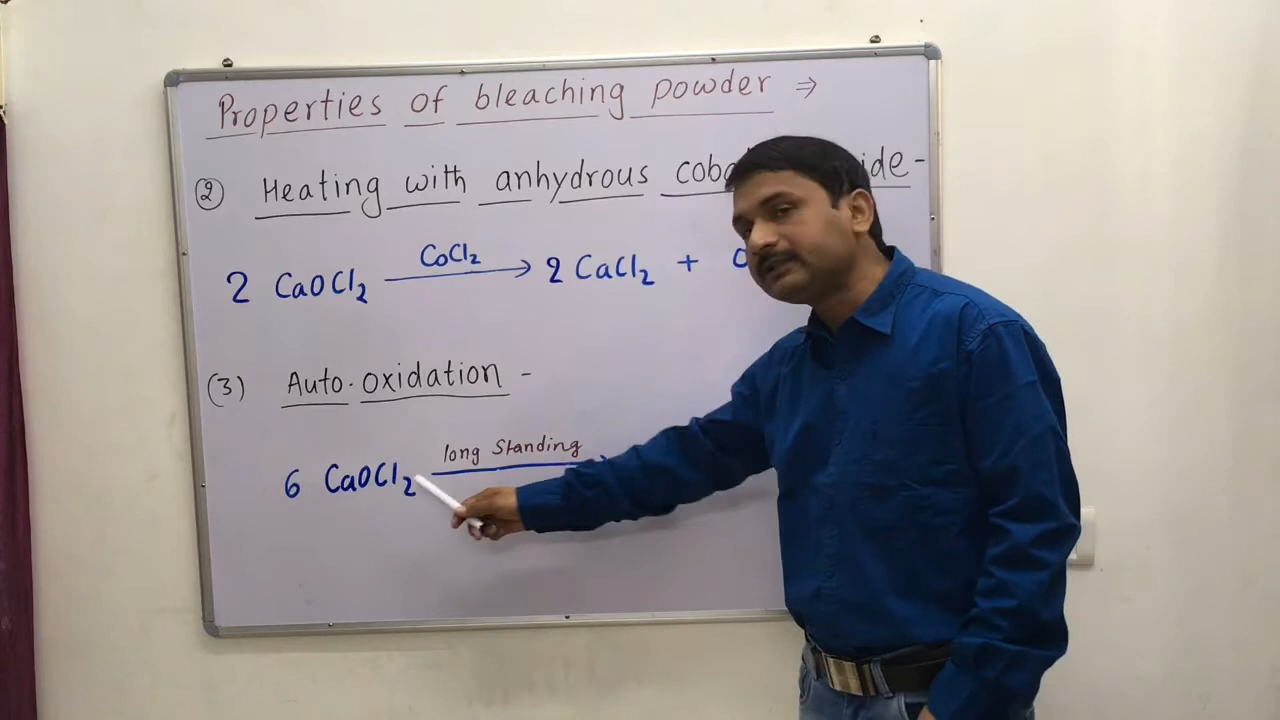 Properties of bleaching powder ⇒
② Heating with anhydrous
2 CaOCl₂ CoCl₂ → 2 CaCl₂ +
(3) Auto-oxidation -
long Standing
6 CaOCl₂